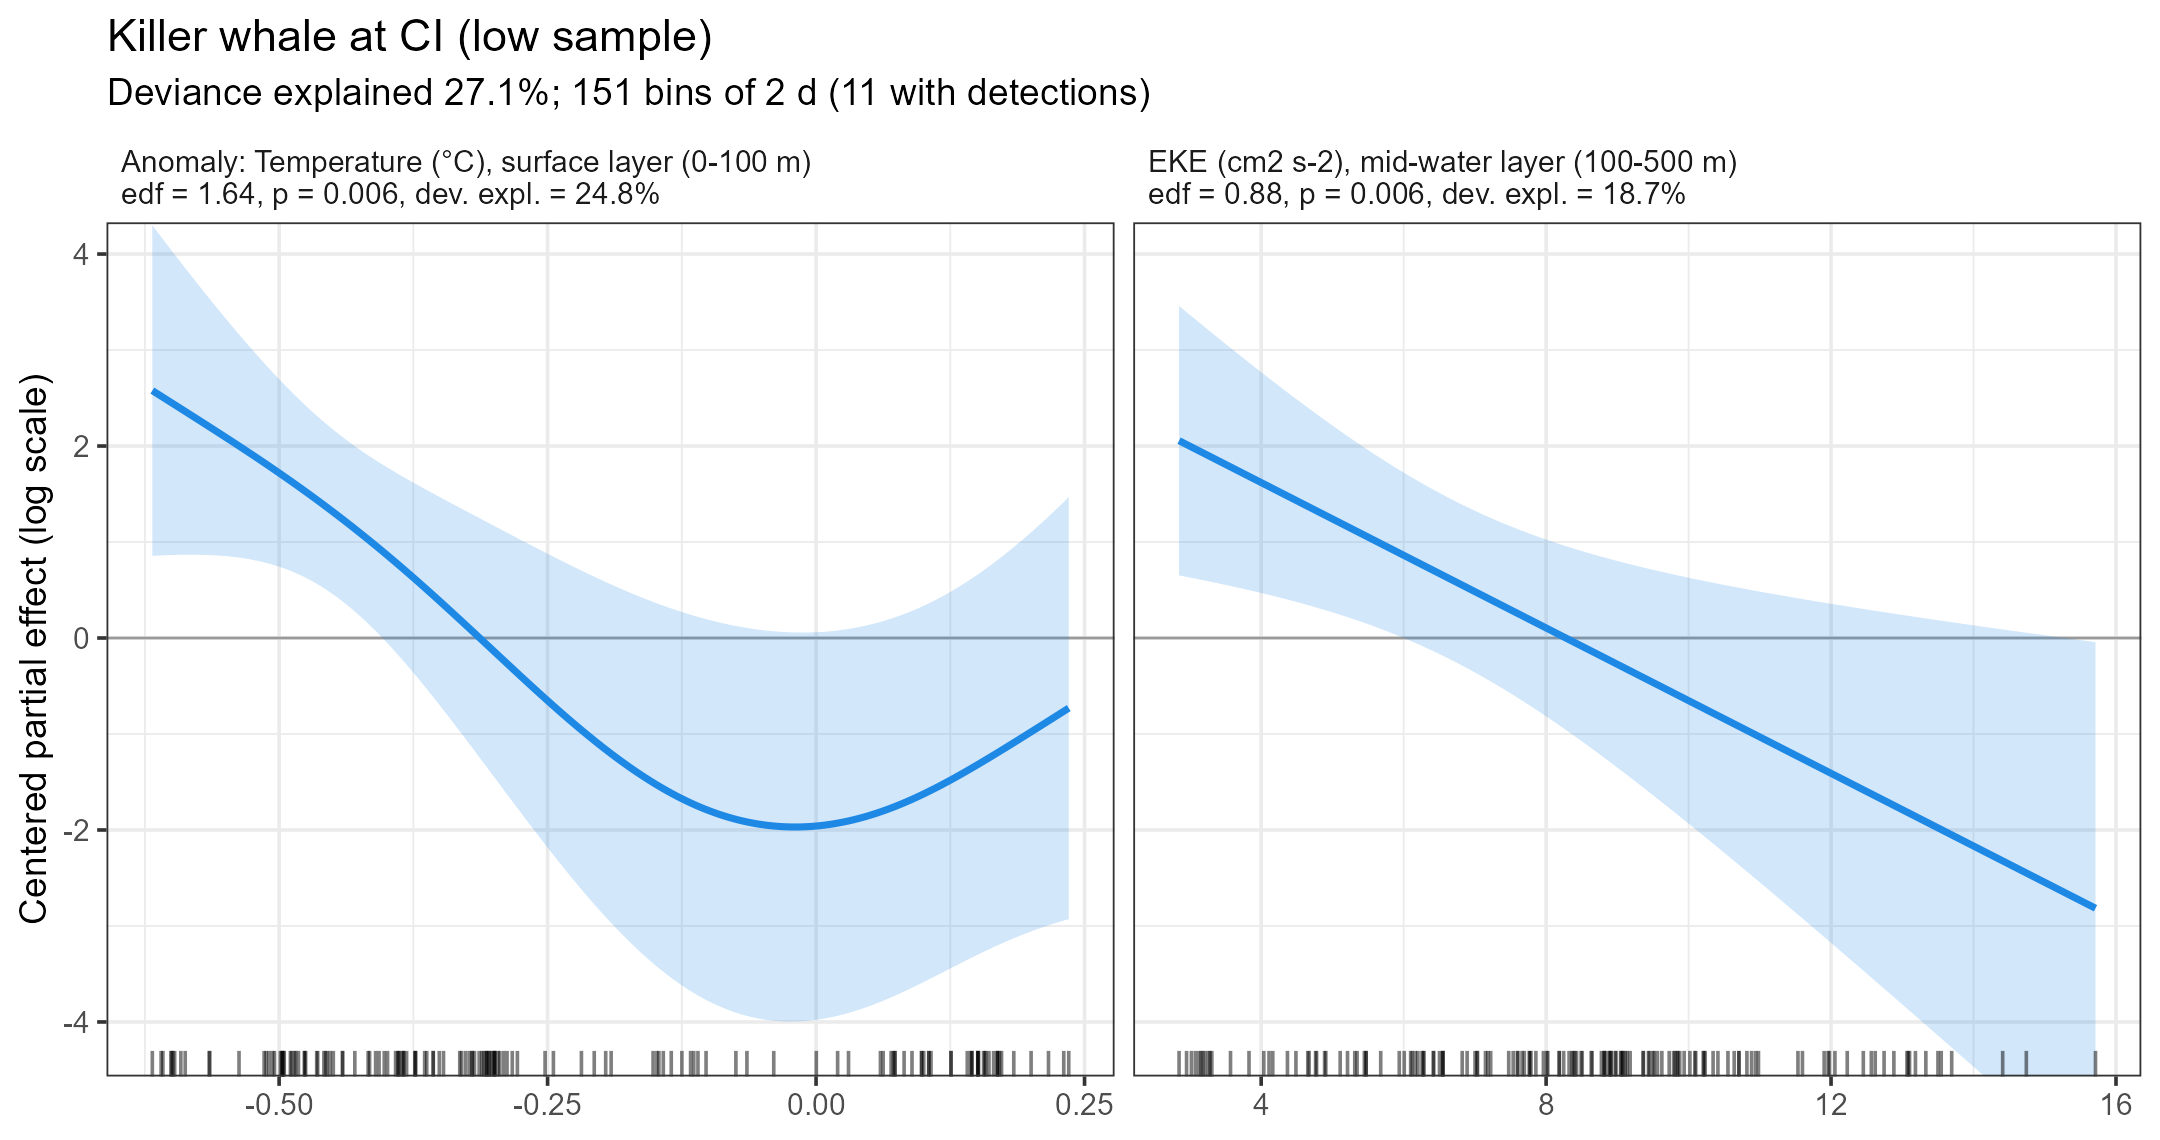 Killer whale at CI (low sample)
Deviance explained 27.1%; 151 bins of 2 d (11 with detections)
Anomaly: Temperature (°C), surface layer (0-100 m)
edf = 1.64, p = 0.006, dev. expl. = 24.8%
EKE (cm2 s-2), mid-water layer (100-500 m)
edf = 0.88, p = 0.006, dev. expl. = 18.7%
Centered partial effect (log scale)
4
2
0
-2
-4
-0.50
-0.25
0.00
0.25
4
8
12
16